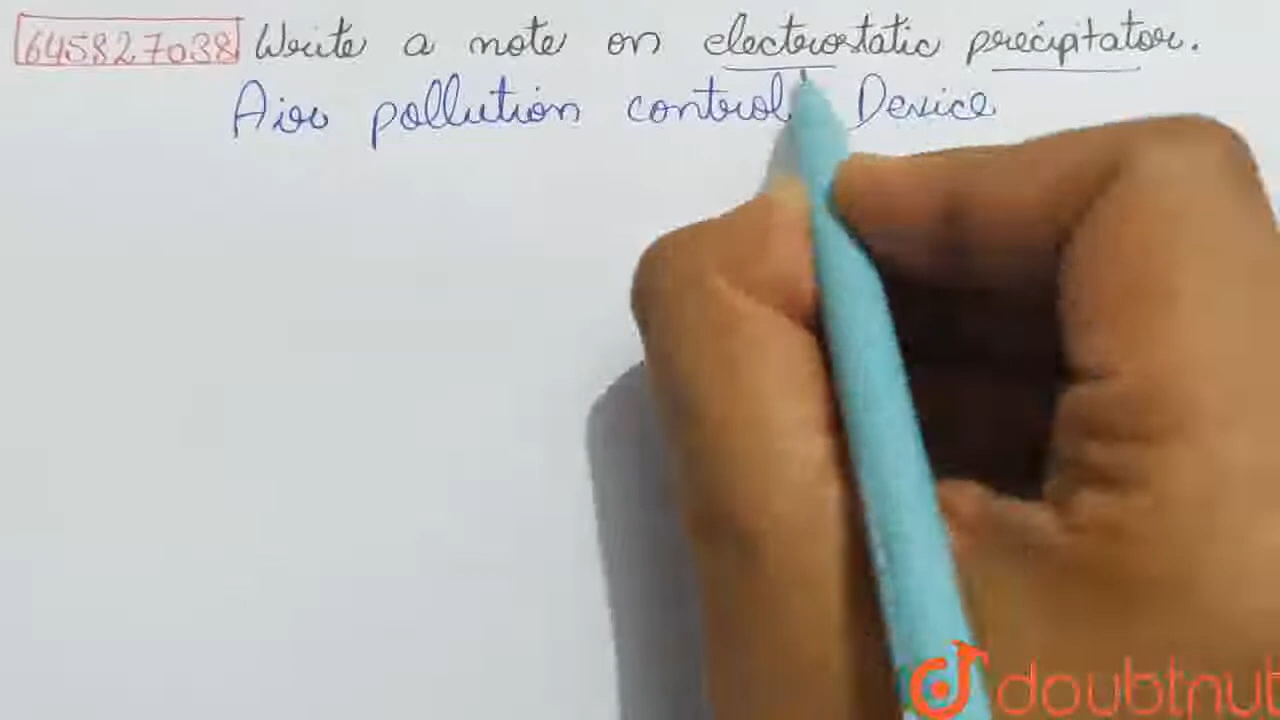 645827038 Write a note on electrostatic precipitator.
Air pollution control Device
doubtnut